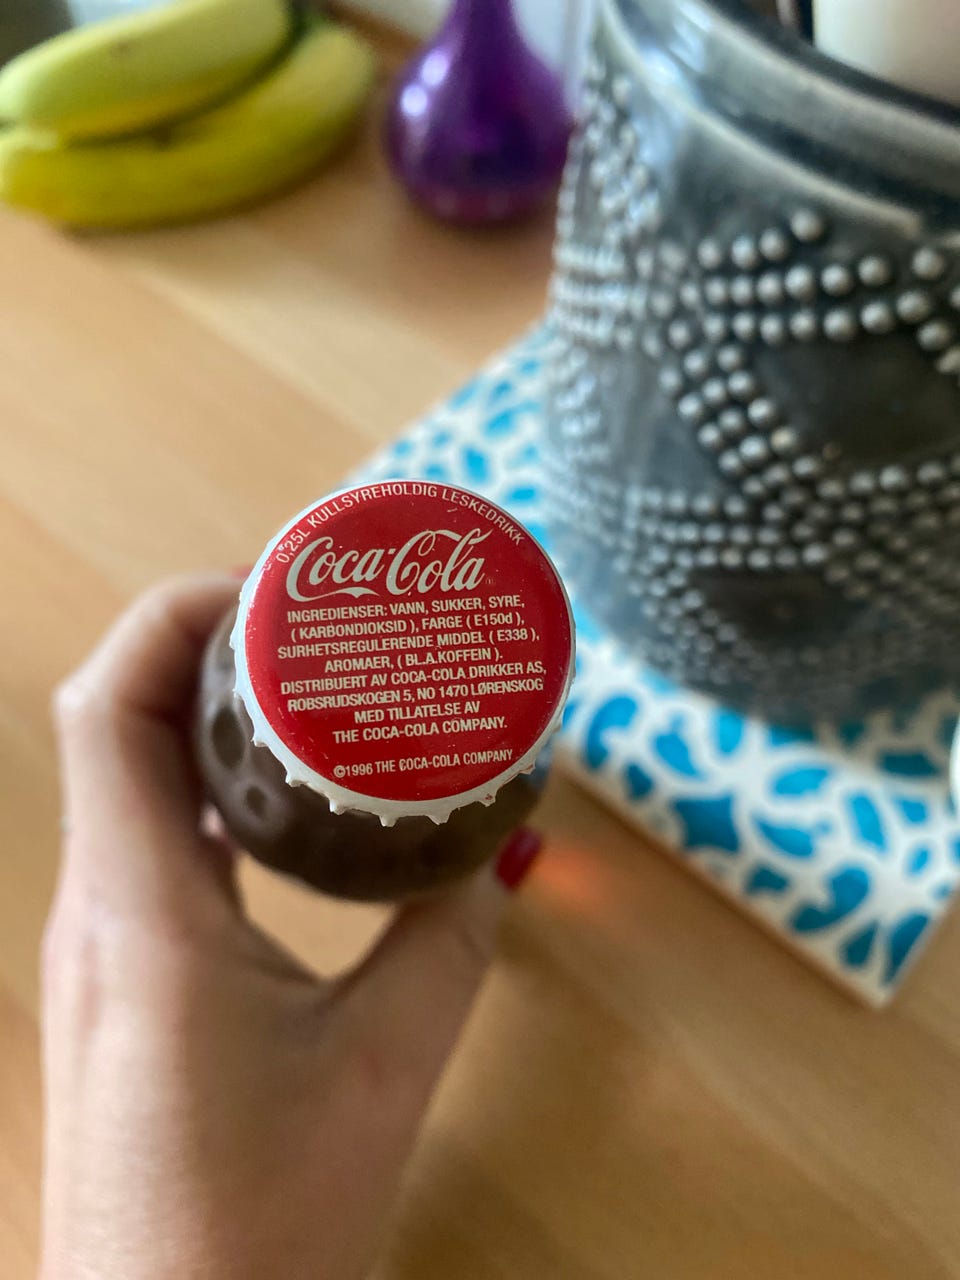 0,25L KULLSYREHOLDIG LESKEDRIKK
Coca-Cola
INGREDIENSER: VANN, SUKKER, SYRE,
( KARBONDIOKSID ), FARGE ( E150d ),
SURHETSREGULERENDE MIDDEL ( E338 ),
AROMAER, ( BL.A.KOFFEIN ).
DISTRIBUERT AV COCA-COLA DRIKKER AS,
ROBSRUDSKOGEN 5, NO 1470 LØRENSKOG
MED TILLATELSE AV
THE COCA-COLA COMPANY.
©1996 THE COCA-COLA COMPANY